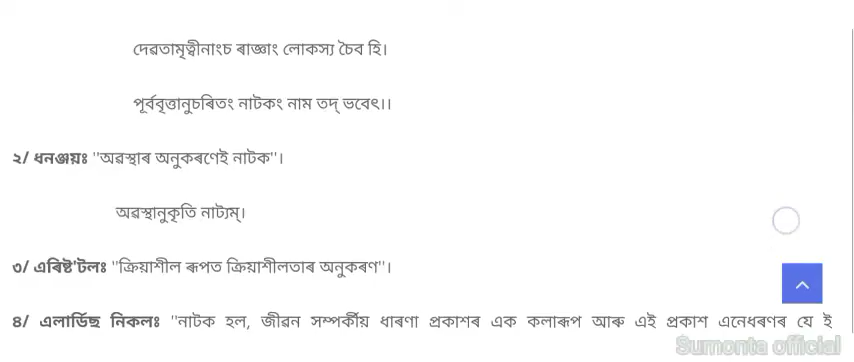 দেৱতামৃত্বীনাংচ ৰাজ্ঞাং লোকস্য চৈব হি।
পূৰ্ববৃত্তানুচৰিতং নাটকং নাম তদ্ ভবেৎ।।
২/ ধনঞ্জয়ঃ ''অৱস্থাৰ অনুকৰণেই নাটক''।
অৱস্থানুকৃতি নাট্যম্।
৩/ এৰিষ্ট'টলঃ ''ক্ৰিয়াশীল ৰূপত ক্ৰিয়াশীলতাৰ অনুকৰণ''।
৪/ এলাৰ্ডিছ নিকলঃ ''নাটক হল, জীৱন সম্পৰ্কীয় ধাৰণা প্ৰকাশৰ এক কলাৰূপ আৰু এই প্ৰকাশ এনেধৰণৰ যে ই
Sumonta official